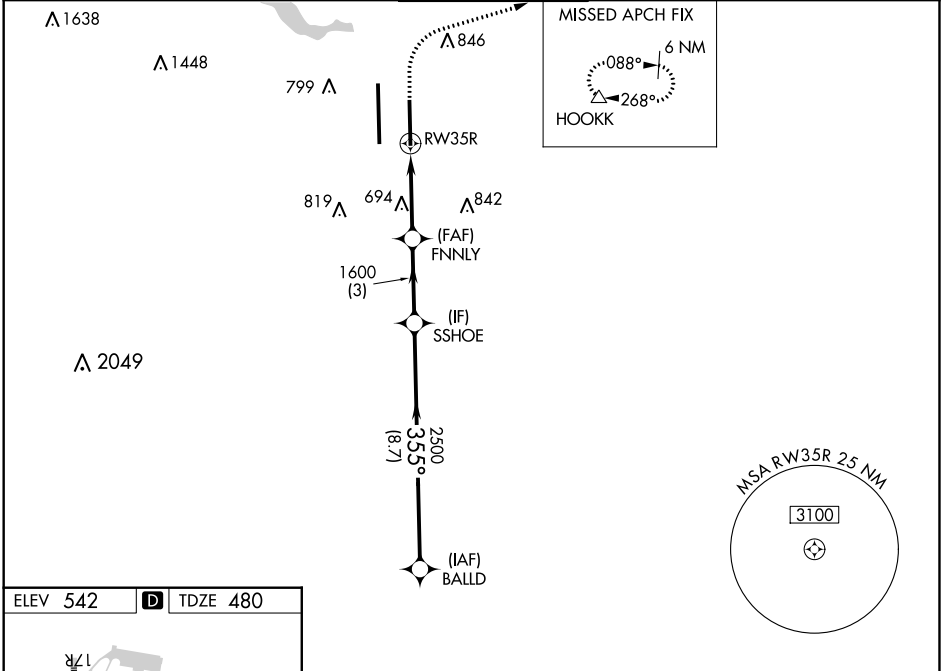 1638
1448
799
846
MISSED APCH FIX
6 NM
088°
268°
HOOKK
RW35R
819
694
842
(FAF)
FNNLY
1600
(3)
(IF)
SSHOE
2049
2500
355°
(8.7)
MSA RW35R 25 NM
3100
(IAF)
BALLD
ELEV 542 D TDZE 480
17R